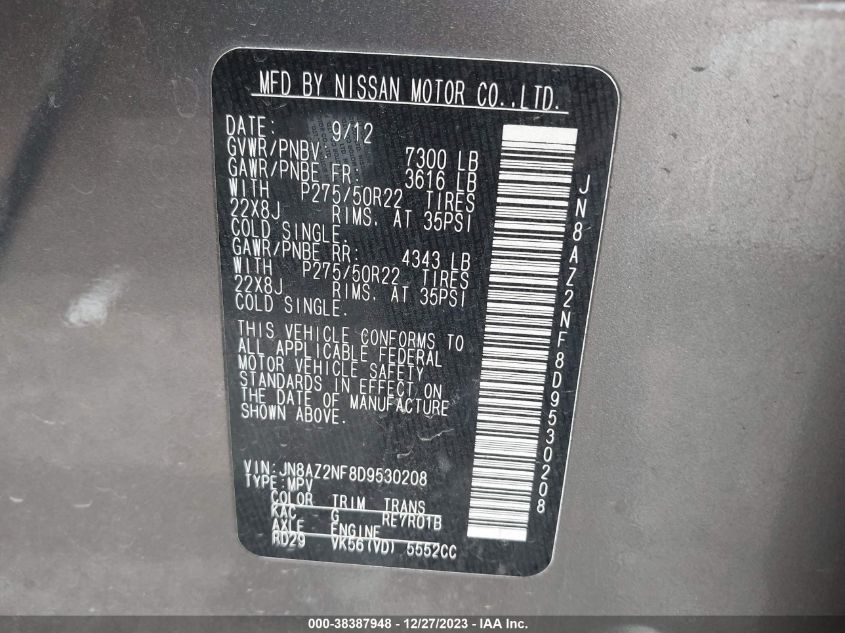 MFD BY NISSAN MOTOR CO.,LTD.
DATE: 9/12
GVWR/PNBV: 7300 LB
GAWR/PNBE FR: 3616 LB
WITH P275/50R22 TIRES
22X8J RIMS. AT 35PSI
COLD SINGLE.
GAWR/PNBE RR: 4343 LB
WITH P275/50R22 TIRES
22X8J RIMS. AT 35PSI
COLD SINGLE.
THIS VEHICLE CONFORMS TO
ALL APPLICABLE FEDERAL
MOTOR VEHICLE SAFETY
STANDARDS IN EFFECT ON
THE DATE OF MANUFACTURE
SHOWN ABOVE.
VIN:JN8AZ2NF8D9530208
TYPE:MPV
COLOR TRIM TRANS
KAC G RE7R01B
AXLE ENGINE
RD29 VK56(VD) 5552CC
JN8AZ2NF8D9530208
000-38387948 - 12/27/2023 - IAA Inc.